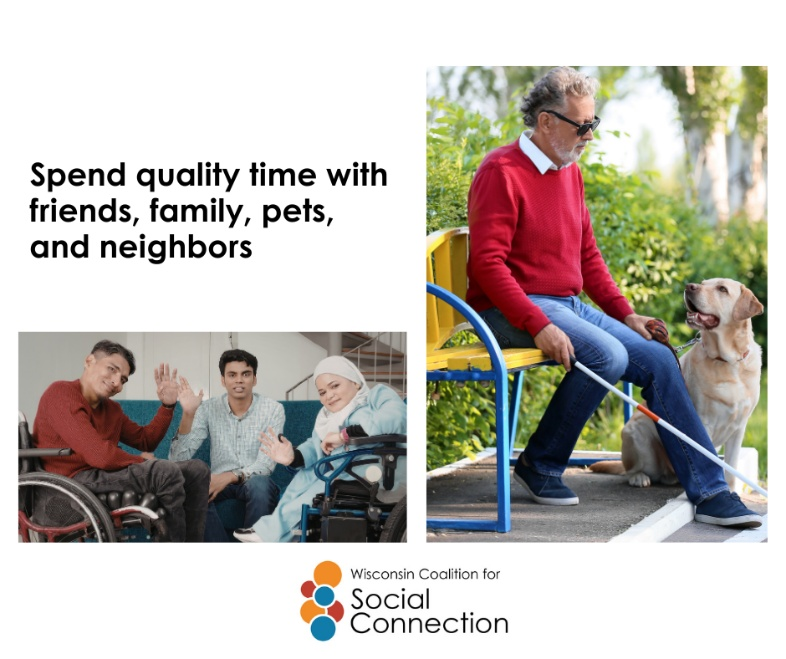 Spend quality time with
friends, family, pets,
and neighbors
Wisconsin Coalition for
Social
Connection